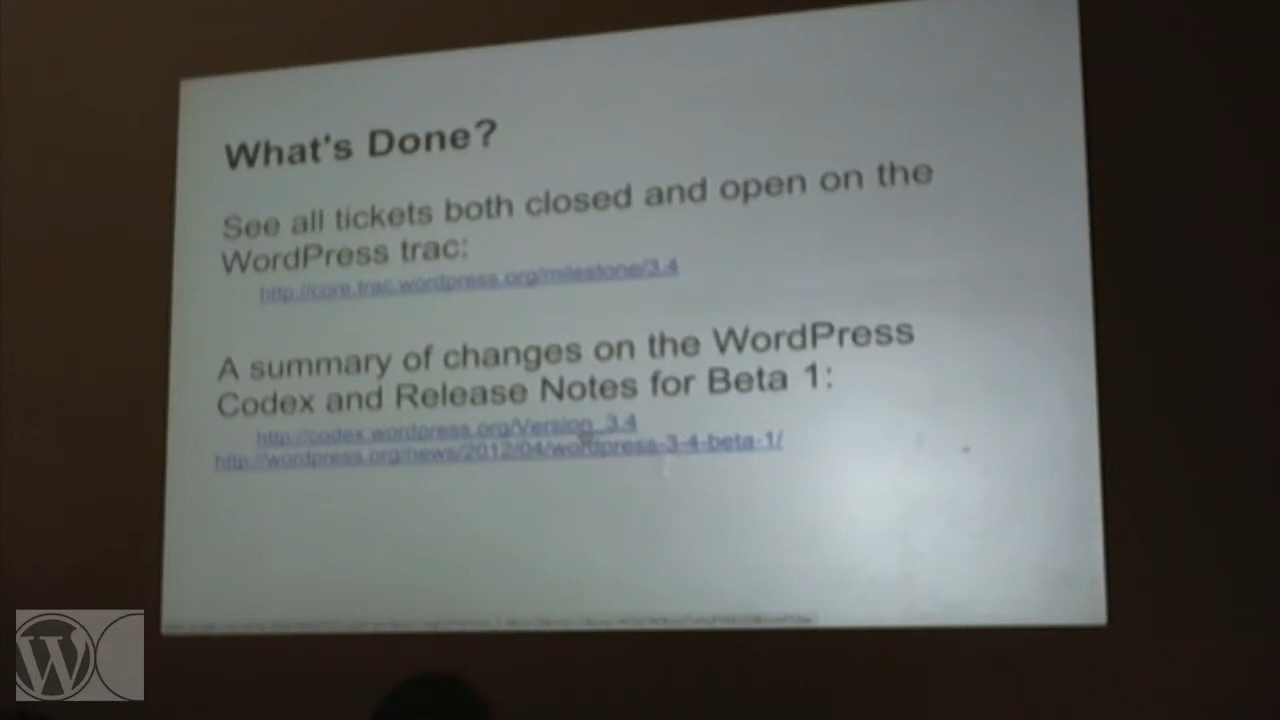 What's Done?
See all tickets both closed and open on the
WordPress trac:
http://core.trac.wordpress.org/milestone/3.4
A summary of changes on the WordPress
Codex and Release Notes for Beta 1:
http://codex.wordpress.org/Version_3.4
http://wordpress.org/news/2012/04/wordpress-3-4-beta-1/